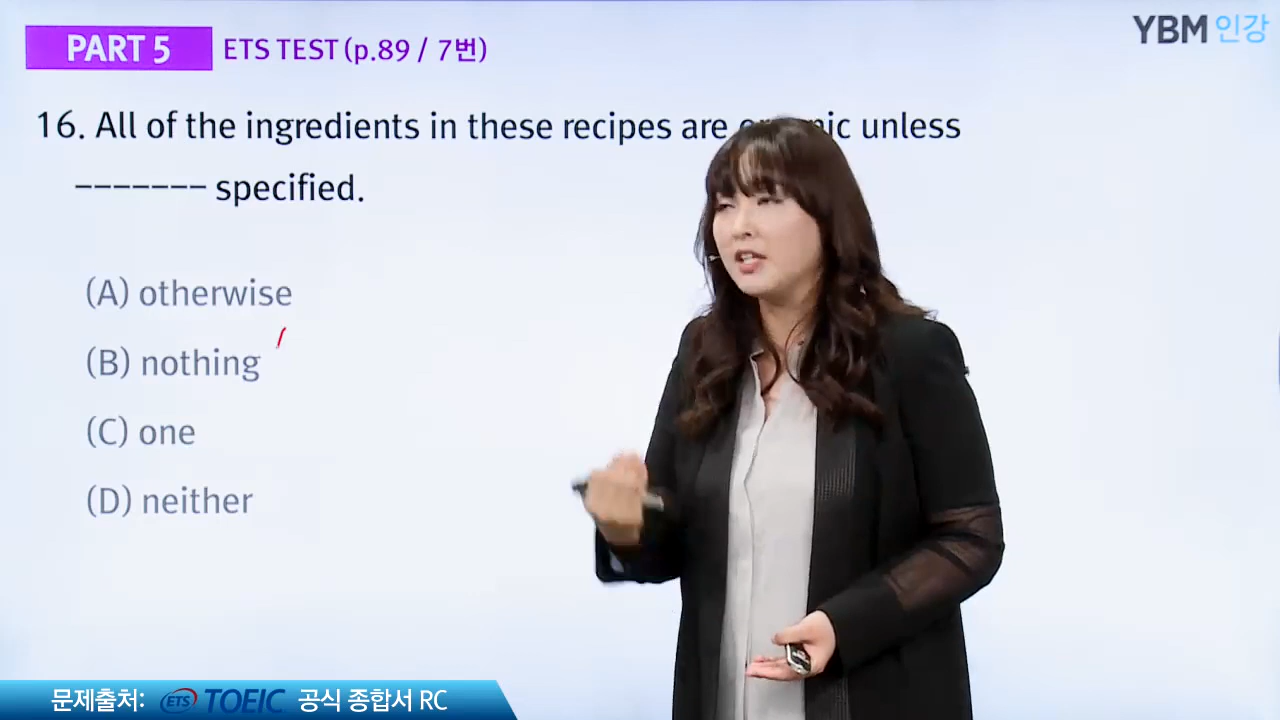 PART 5 ETS TEST (p.89 / 7번)
YBM 인강
16. All of the ingredients in these recipes are unless
------- specified.
(A) otherwise
(B) nothing
(C) one
(D) neither
문제출처: ETS TOEIC 공식 종합서 RC